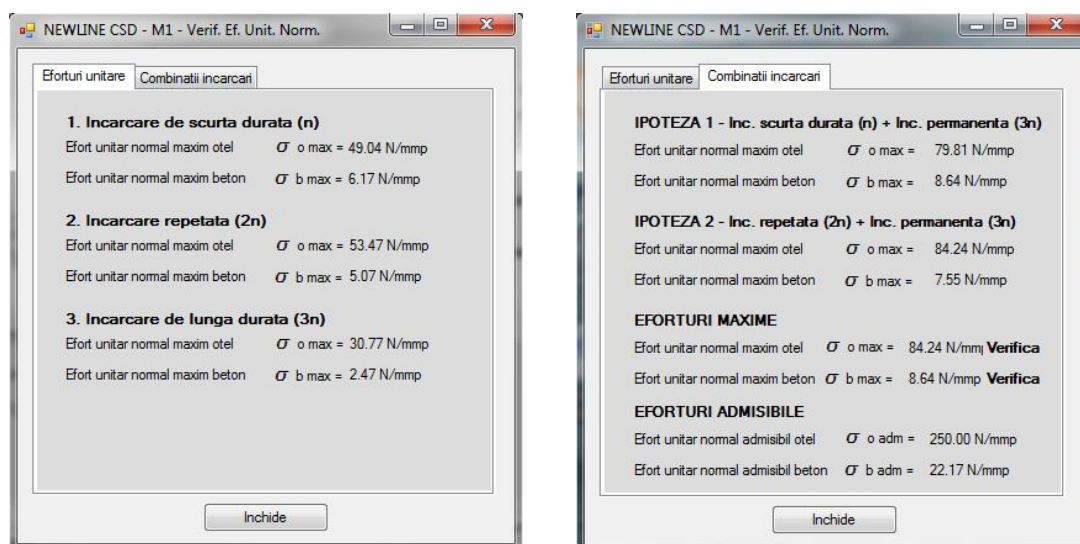 NEWLINE CSD - M1 - Verif. Ef. Unit. Norm.
Eforturi unitare Combinatii incarcari
1. Incarcare de scurta durata (n)
Efort unitar normal maxim otel σ o max = 49.04 N/mmp
Efort unitar normal maxim beton σ b max = 6.17 N/mmp
2. Incarcare repetata (2n)
Efort unitar normal maxim otel σ o max = 53.47 N/mmp
Efort unitar normal maxim beton σ b max = 5.07 N/mmp
3. Incarcare de lunga durata (3n)
Efort unitar normal maxim otel σ o max = 30.77 N/mmp
Efort unitar normal maxim beton σ b max = 2.47 N/mmp
Inchide
NEWLINE CSD - M1 - Verif. Ef. Unit. Norm.
Eforturi unitare Combinatii incarcari
IPOTEZA 1 - Inc. scurta durata (n) + Inc. permanenta (3n)
Efort unitar normal maxim otel σ o max = 79.81 N/mmp
Efort unitar normal maxim beton σ b max = 8.64 N/mmp
IPOTEZA 2 - Inc. repetata (2n) + Inc. permanenta (3n)
Efort unitar normal maxim otel σ o max = 84.24 N/mmp
Efort unitar normal maxim beton σ b max = 7.55 N/mmp
EFORTURI MAXIME
Efort unitar normal maxim otel σ o max = 84.24 N/mm Verifica
Efort unitar normal maxim beton σ b max = 8.64 N/mmp Verifica
EFORTURI ADMISIBILE
Efort unitar normal admisibil otel σ o adm = 250.00 N/mmp
Efort unitar normal admisibil beton σ b adm = 22.17 N/mmp
Inchide